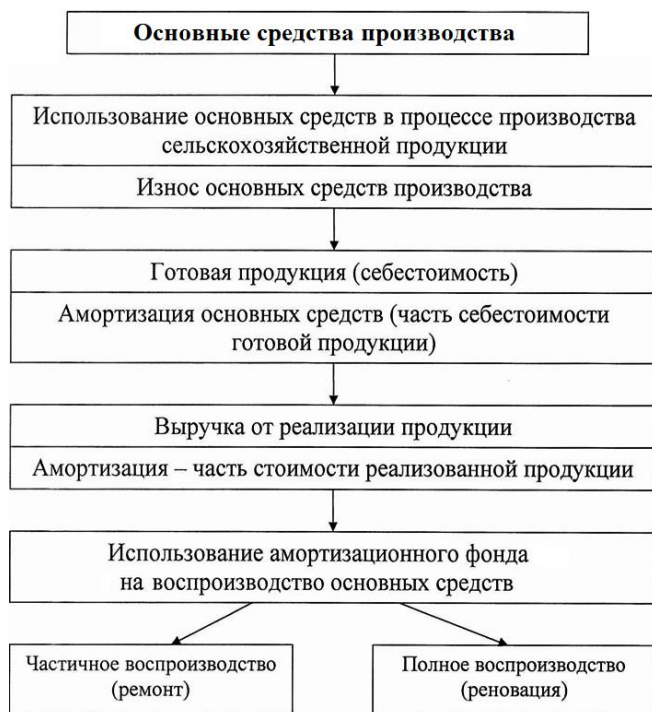 Основные средства производства
Использование основных средств в процессе производства
сельскохозяйственной продукции
Износ основных средств производства
Готовая продукция (себестоимость)
Амортизация основных средств (часть себестоимости
готовой продукции)
Выручка от реализации продукции
Амортизация – часть стоимости реализованной продукции
Использование амортизационного фонда
на воспроизводство основных средств
Частичное воспроизводство
(ремонт)
Полное воспроизводство
(реновация)